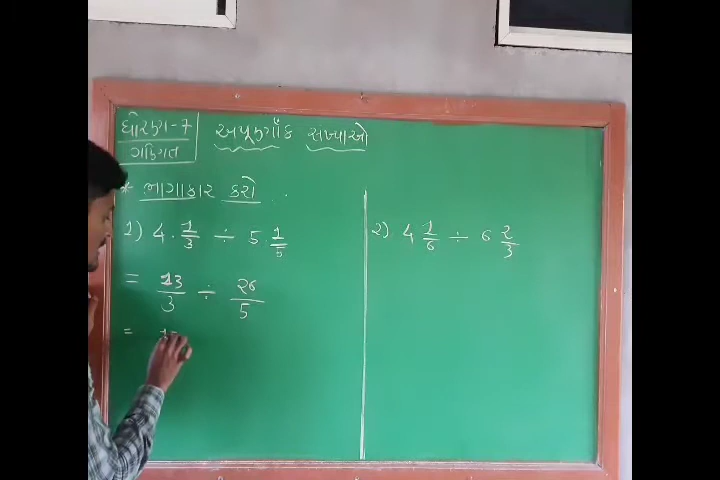 ધોરણ-7
ગણિત
અપૂર્ણાંક સંખ્યાઓ
* ભાગાકાર કરો
1) 4 1/3 ÷ 5 1/5
= 13/3 ÷ 26/5
=
2) 4 1/6 ÷ 6 2/3